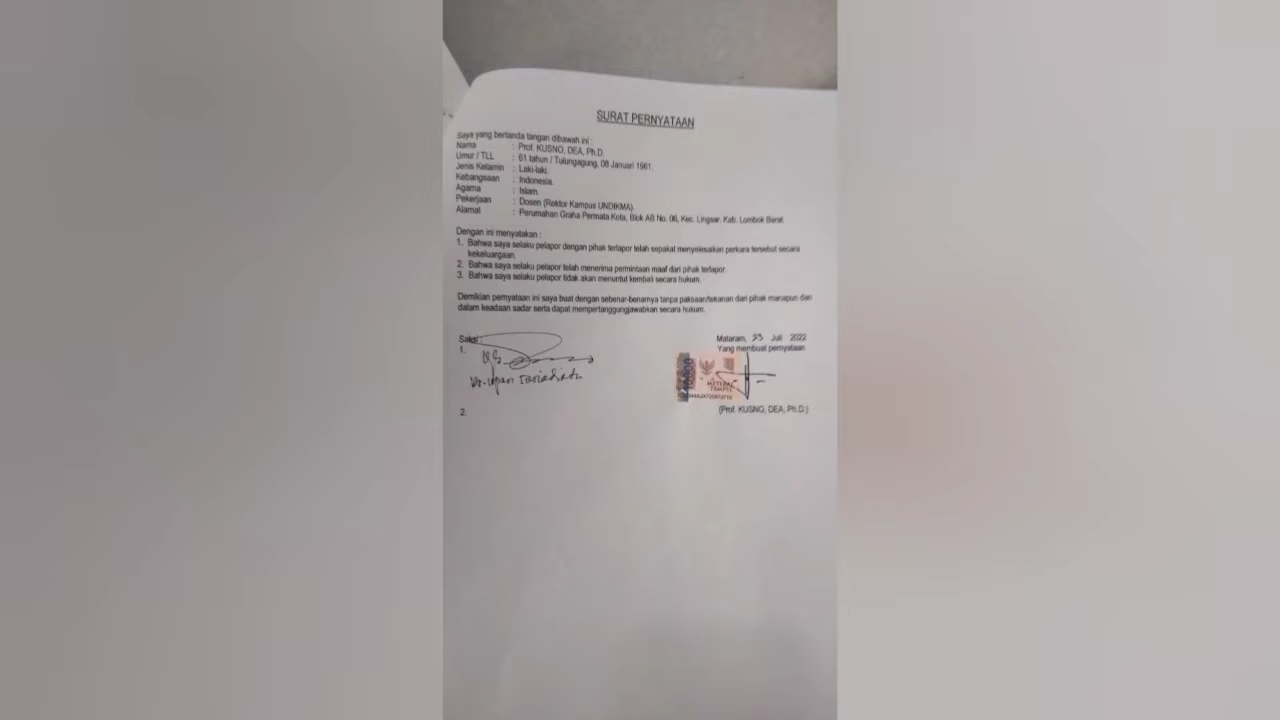 SURAT PERNYATAAN
Saya yang bertanda tangan dibawah ini :
Nama : Prof. KUSNO, DEA, Ph.D.
Umur / TLL : 61 tahun / Tulungagung, 08 Januari 1961.
Jenis Kelamin : Laki-laki.
Kebangsaan : Indonesia.
Agama : Islam.
Pekerjaan : Dosen (Rektor Kampus UNDIKMA).
Alamat : Perumahan Graha Permata Kota, Blok AB No. 06, Kec. Lingsar. Kab. Lombok Barat
Dengan ini menyatakan :
1. Bahwa saya selaku pelapor dengan pihak terlapor telah sepakat menyelesaikan perkara tersebut secara
kekeluargaan.
2. Bahwa saya selaku pelapor telah menerima permintaan maaf dari pihak terlapor.
3. Bahwa saya selaku pelapor tidak akan menuntut kembali secara hukum.
Demikian pernyataan ini saya buat dengan sebenar-benarnya tanpa paksaan/tekanan dari pihak manapun dan
dalam keadaan sadar serta dapat mempertanggungjawabkan secara hukum.
Saksi :
1.
2.
Mataram, 23 Juli 2022
Yang membuat pernyataan
10000
METERAI
TEMPEL
(Prof. KUSNO, DEA, Ph.D.)